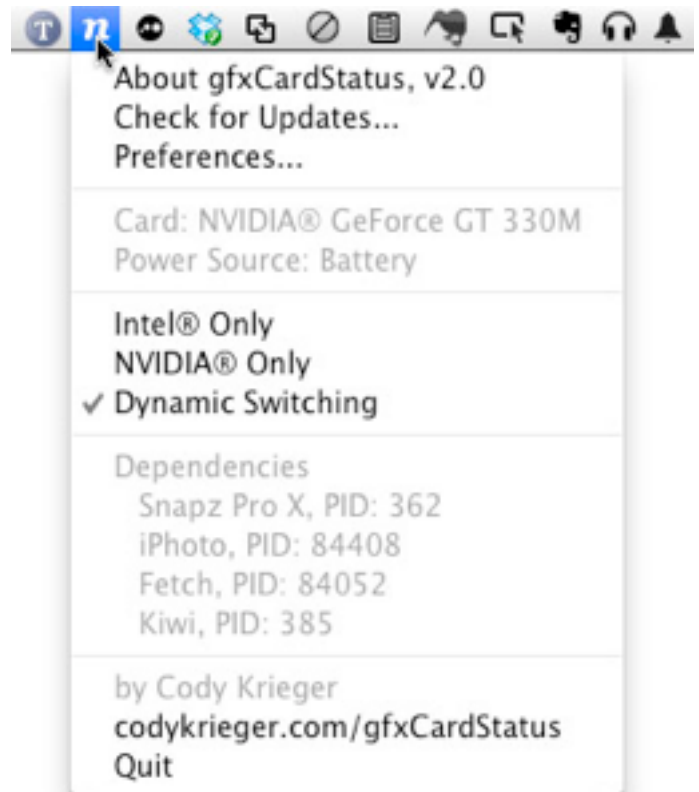 T n
About gfxCardStatus, v2.0
Check for Updates...
Preferences...
Card: NVIDIA® GeForce GT 330M
Power Source: Battery
Intel® Only
NVIDIA® Only
✓ Dynamic Switching
Dependencies
Snapz Pro X, PID: 362
iPhoto, PID: 84408
Fetch, PID: 84052
Kiwi, PID: 385
by Cody Krieger
codykrieger.com/gfxCardStatus
Quit